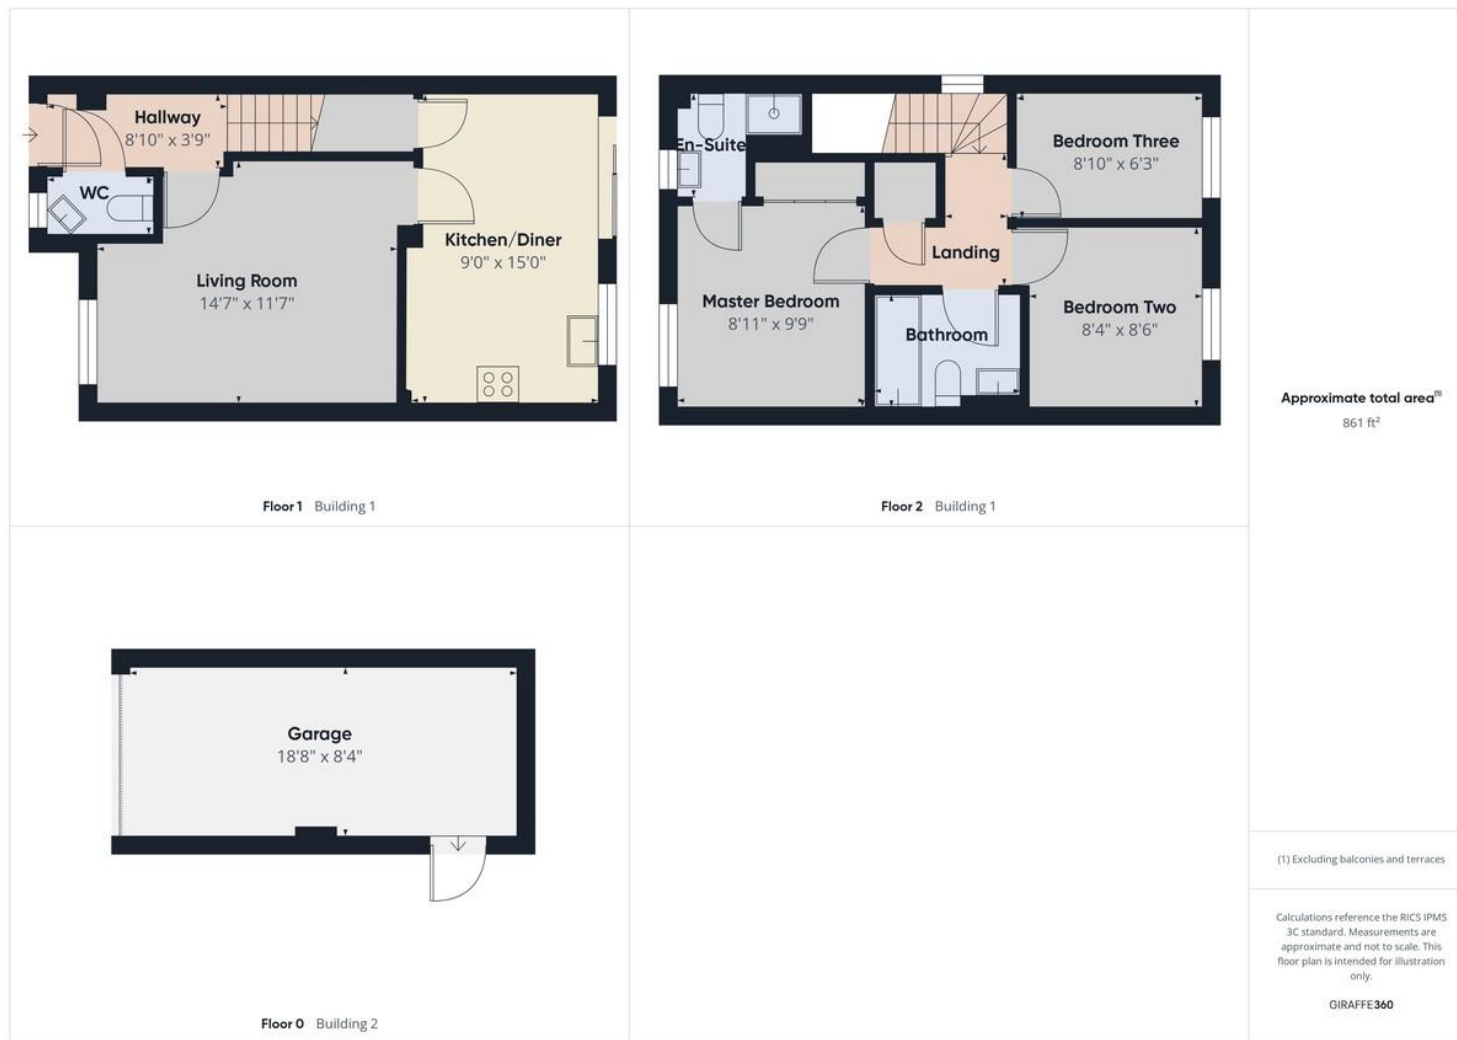 Hallway
8'10" x 3'9"
WC
Living Room
14'7" x 11'7"
Kitchen/Diner
9'0" x 15'0"
Floor 1 Building 1
En-Suite
Bedroom Three
8'10" x 6'3"
Landing
Master Bedroom
8'11" x 9'9"
Bathroom
Bedroom Two
8'4" x 8'6"
Floor 2 Building 1
Garage
18'8" x 8'4"
Floor 0 Building 2
Approximate total area(1)
861 ft²
(1) Excluding balconies and terraces
Calculations reference the RICS IPMS
3C standard. Measurements are
approximate and not to scale. This
floor plan is intended for illustration
only.
GIRAFFE360